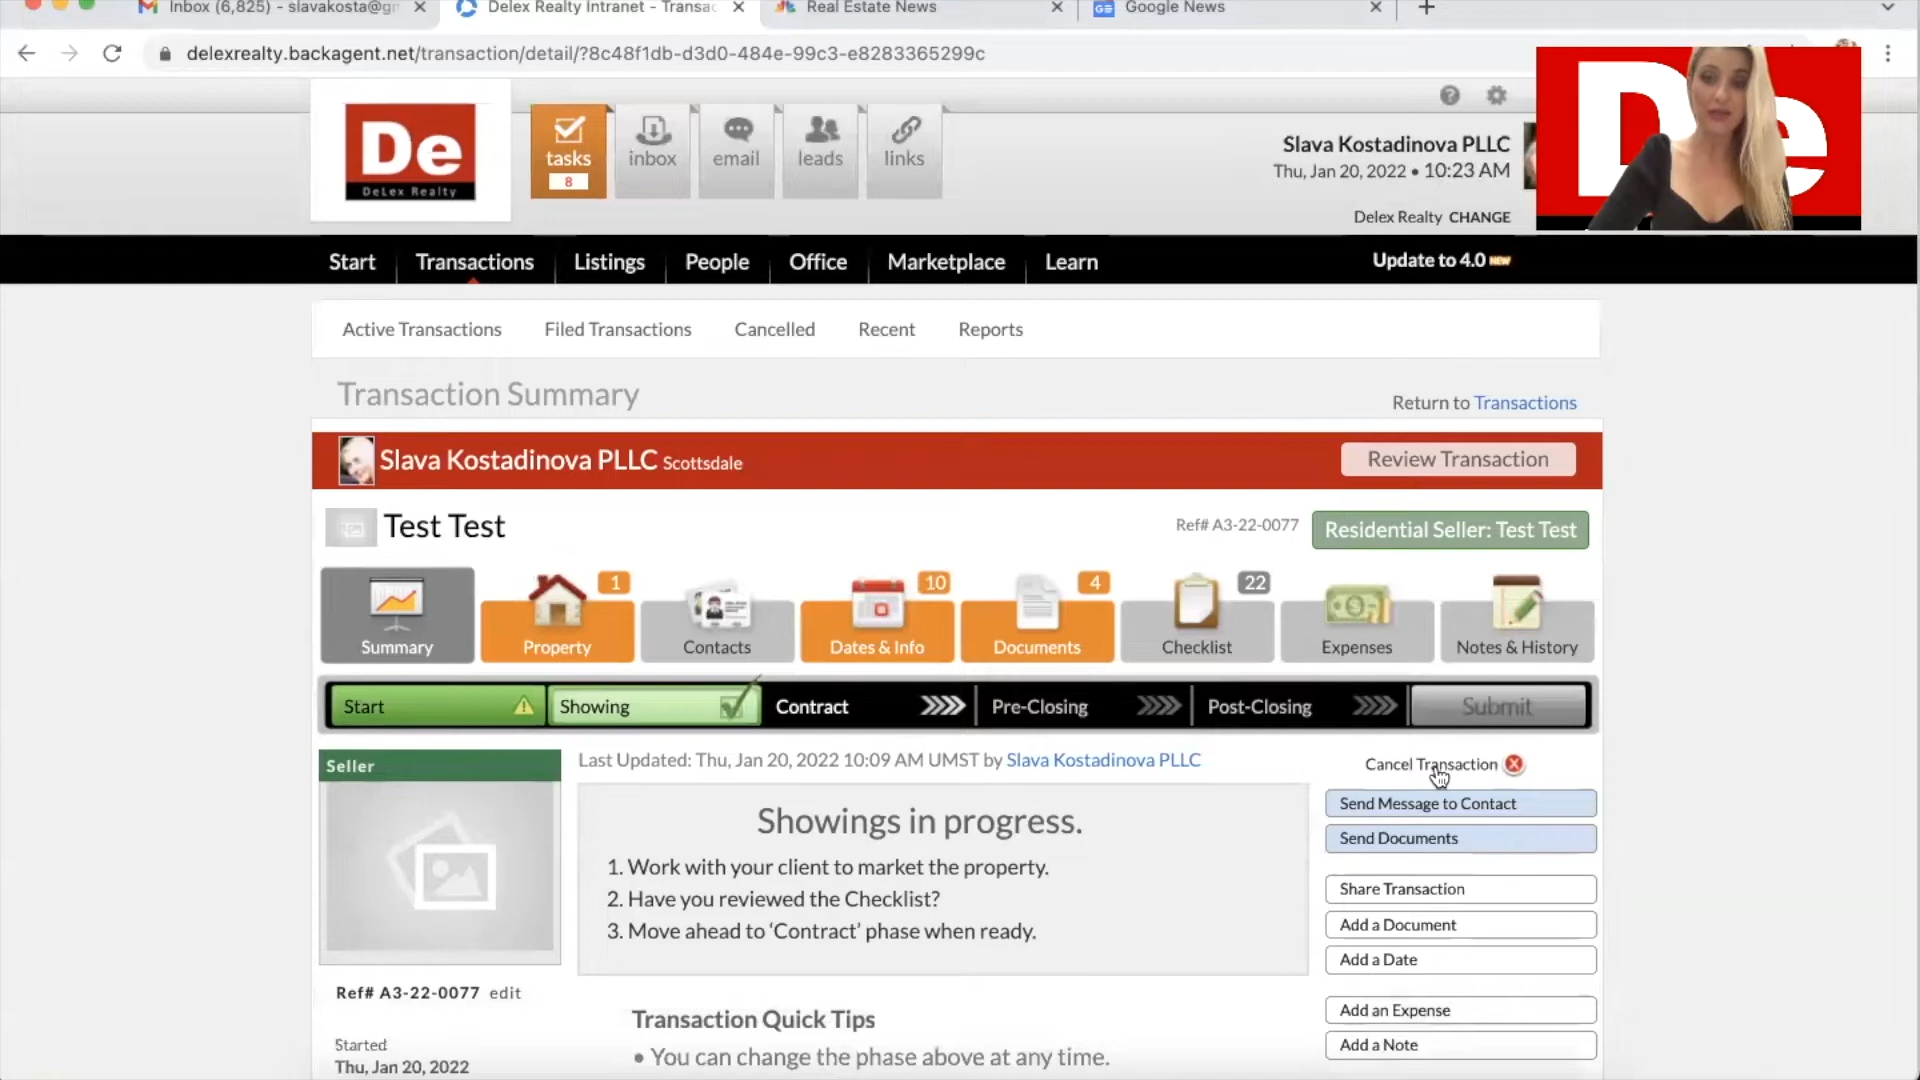 Inbox (6,825) - slavakosta@gm
Delex Realty Intranet - Transac
Real Estate News
Google News
delexrealty.backagent.net/transaction/detail/?8c48f1db-d3d0-484e-99c3-e8283365299c
De
DeLex Realty
tasks
8
inbox
email
leads
links
Slava Kostadinova PLLC
Thu, Jan 20, 2022 • 10:23 AM
Delex Realty CHANGE
De
Start
Transactions
Listings
People
Office
Marketplace
Learn
Update to 4.0 NEW
Active Transactions
Filed Transactions
Cancelled
Recent
Reports
Transaction Summary
Return to Transactions
Slava Kostadinova PLLC Scottsdale
Review Transaction
Test Test
Ref# A3-22-0077
Residential Seller: Test Test
Summary
1
Property
Contacts
10
Dates & Info
4
Documents
22
Checklist
Expenses
Notes & History
Start
Showing
Contract
Pre-Closing
Post-Closing
Submit
Seller
Last Updated: Thu, Jan 20, 2022 10:09 AM UMST by Slava Kostadinova PLLC
Cancel Transaction
Showings in progress.
1. Work with your client to market the property.
2. Have you reviewed the Checklist?
3. Move ahead to ‘Contract’ phase when ready.
Send Message to Contact
Send Documents
Share Transaction
Add a Document
Add a Date
Add an Expense
Add a Note
Ref# A3-22-0077 edit
Started
Thu, Jan 20, 2022
Transaction Quick Tips
• You can change the phase above at any time.